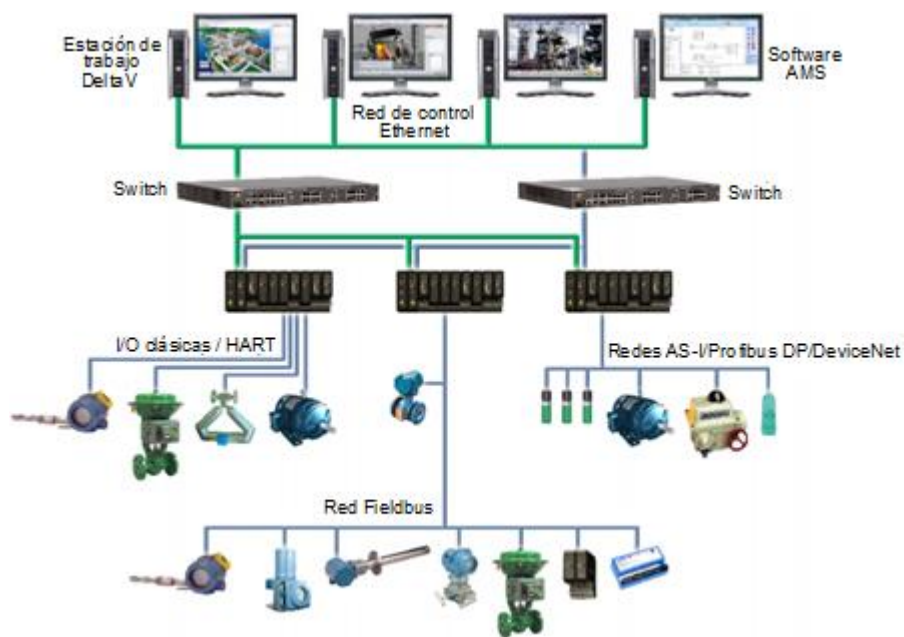 Estación de
trabajo
DeltaV
Software
AMS
Red de control
Ethernet
Switch
Switch
I/O clásicas / HART
Redes AS-I/Profibus DP/DeviceNet
Red Fieldbus